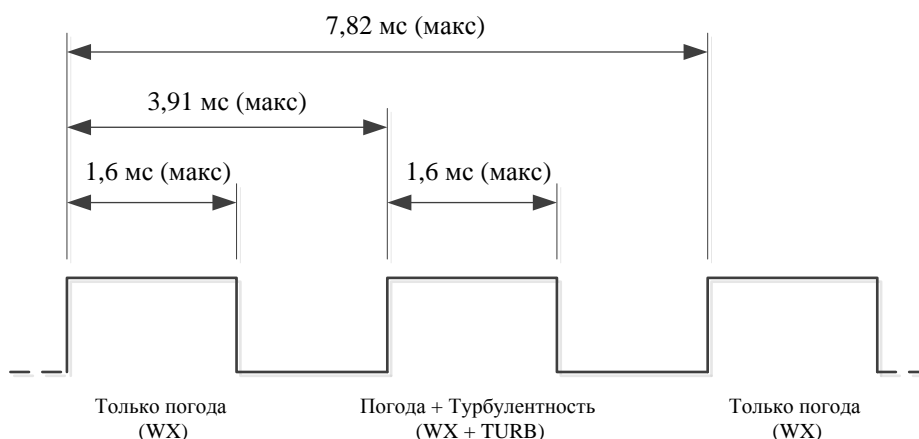 7,82 мс (макс)
3,91 мс (макс)
1,6 мс (макс)
1,6 мс (макс)
Только погода
(WX)
Погода + Турбулентность
(WX + TURB)
Только погода
(WX)